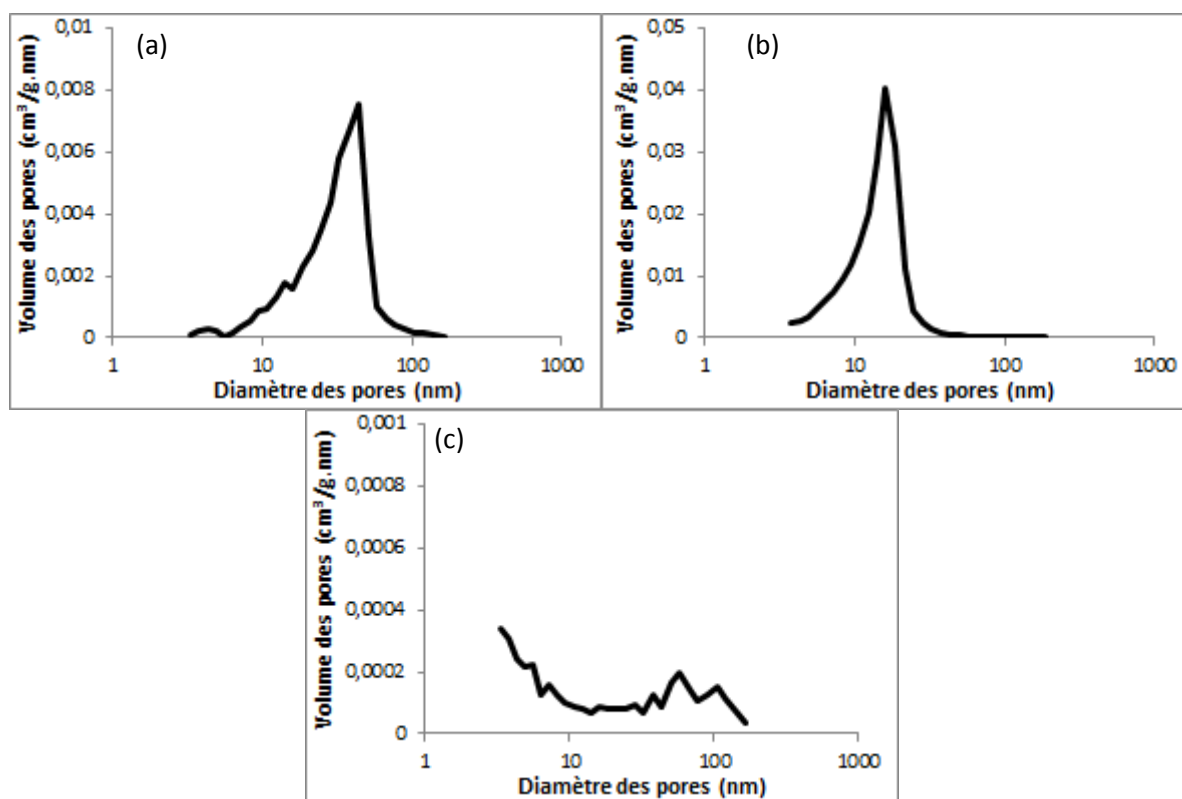 (a)
Volume des pores (cm³/g.nm)
0,01
0,008
0,006
0,004
0,002
0
1 10 100 1000
Diamètre des pores (nm)
(b)
Volume des pores (cm³/g.nm)
0,05
0,04
0,03
0,02
0,01
0
1 10 100 1000
Diamètre des pores (nm)
(c)
Volume des pores (cm³/g.nm)
0,001
0,0008
0,0006
0,0004
0,0002
0
1 10 100 1000
Diamètre des pores (nm)